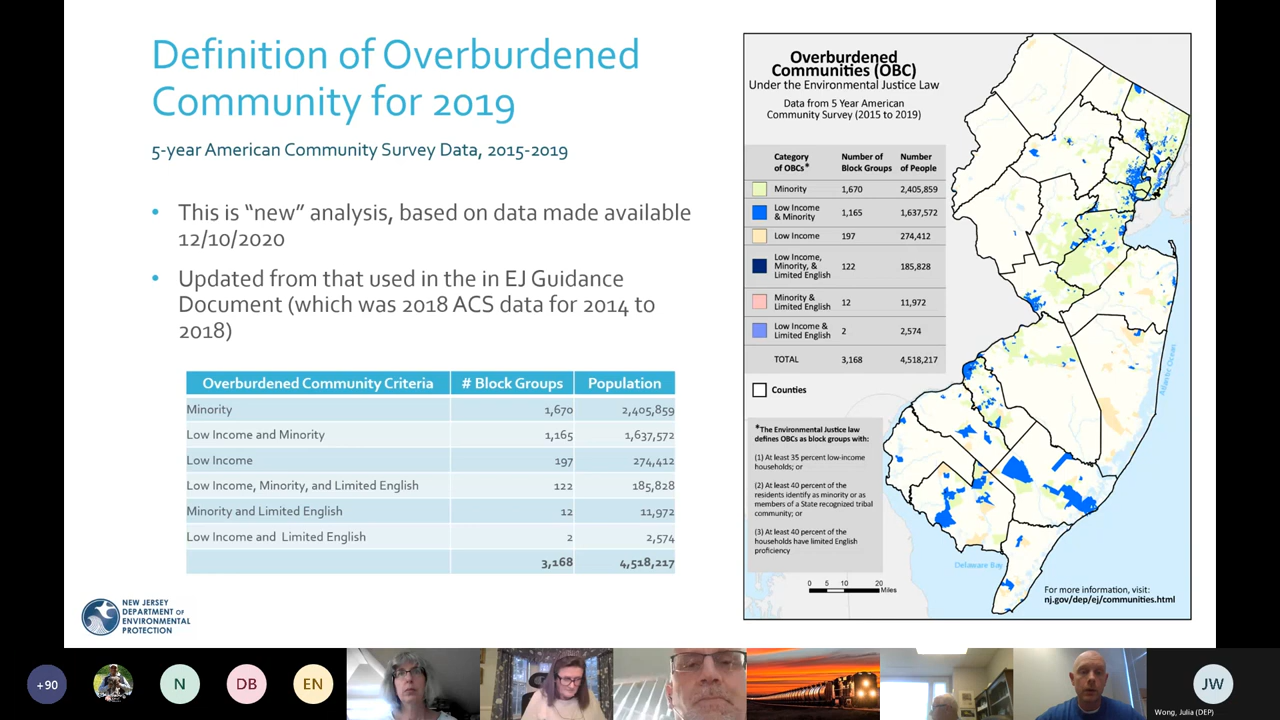 Definition of Overburdened
Community for 2019
5-year American Community Survey Data, 2015-2019
• This is “new” analysis, based on data made available
12/10/2020
• Updated from that used in the in EJ Guidance
Document (which was 2018 ACS data for 2014 to
2018)
Overburdened Community Criteria # Block Groups Population
Minority 1,670 2,405,859
Low Income and Minority 1,165 1,637,572
Low Income 197 274,412
Low Income, Minority, and Limited English 122 185,828
Minority and Limited English 12 11,972
Low Income and Limited English 2 2,574
3,168 4,518,217
NEW JERSEY
DEPARTMENT OF
ENVIRONMENTAL
PROTECTION
Overburdened
Communities (OBC)
Under the Environmental Justice Law
Data from 5 Year American
Community Survey (2015 to 2019)
Category
of OBCs*
Number of
Block Groups
Number
of People
Minority 1,670 2,405,859
Low Income
& Minority 1,165 1,637,572
Low Income 197 274,412
Low Income,
Minority, &
Limited English 122 185,828
Minority &
Limited English 12 11,972
Low Income &
Limited English 2 2,574
TOTAL 3,168 4,518,217
Counties
*The Environmental Justice law
defines OBCs as block groups with:
(1) At least 35 percent low-income
households; or
(2) At least 40 percent of the
residents identify as minority or as
members of a State recognized tribal
community; or
(3) At least 40 percent of the
households have limited English
proficiency
Atlantic Ocean
Delaware Bay
0 5 10 20
Miles
For more information, visit:
nj.gov/dep/ej/communities.html
+90
N
DB
EN
JW
Wong, Julia (DEP)